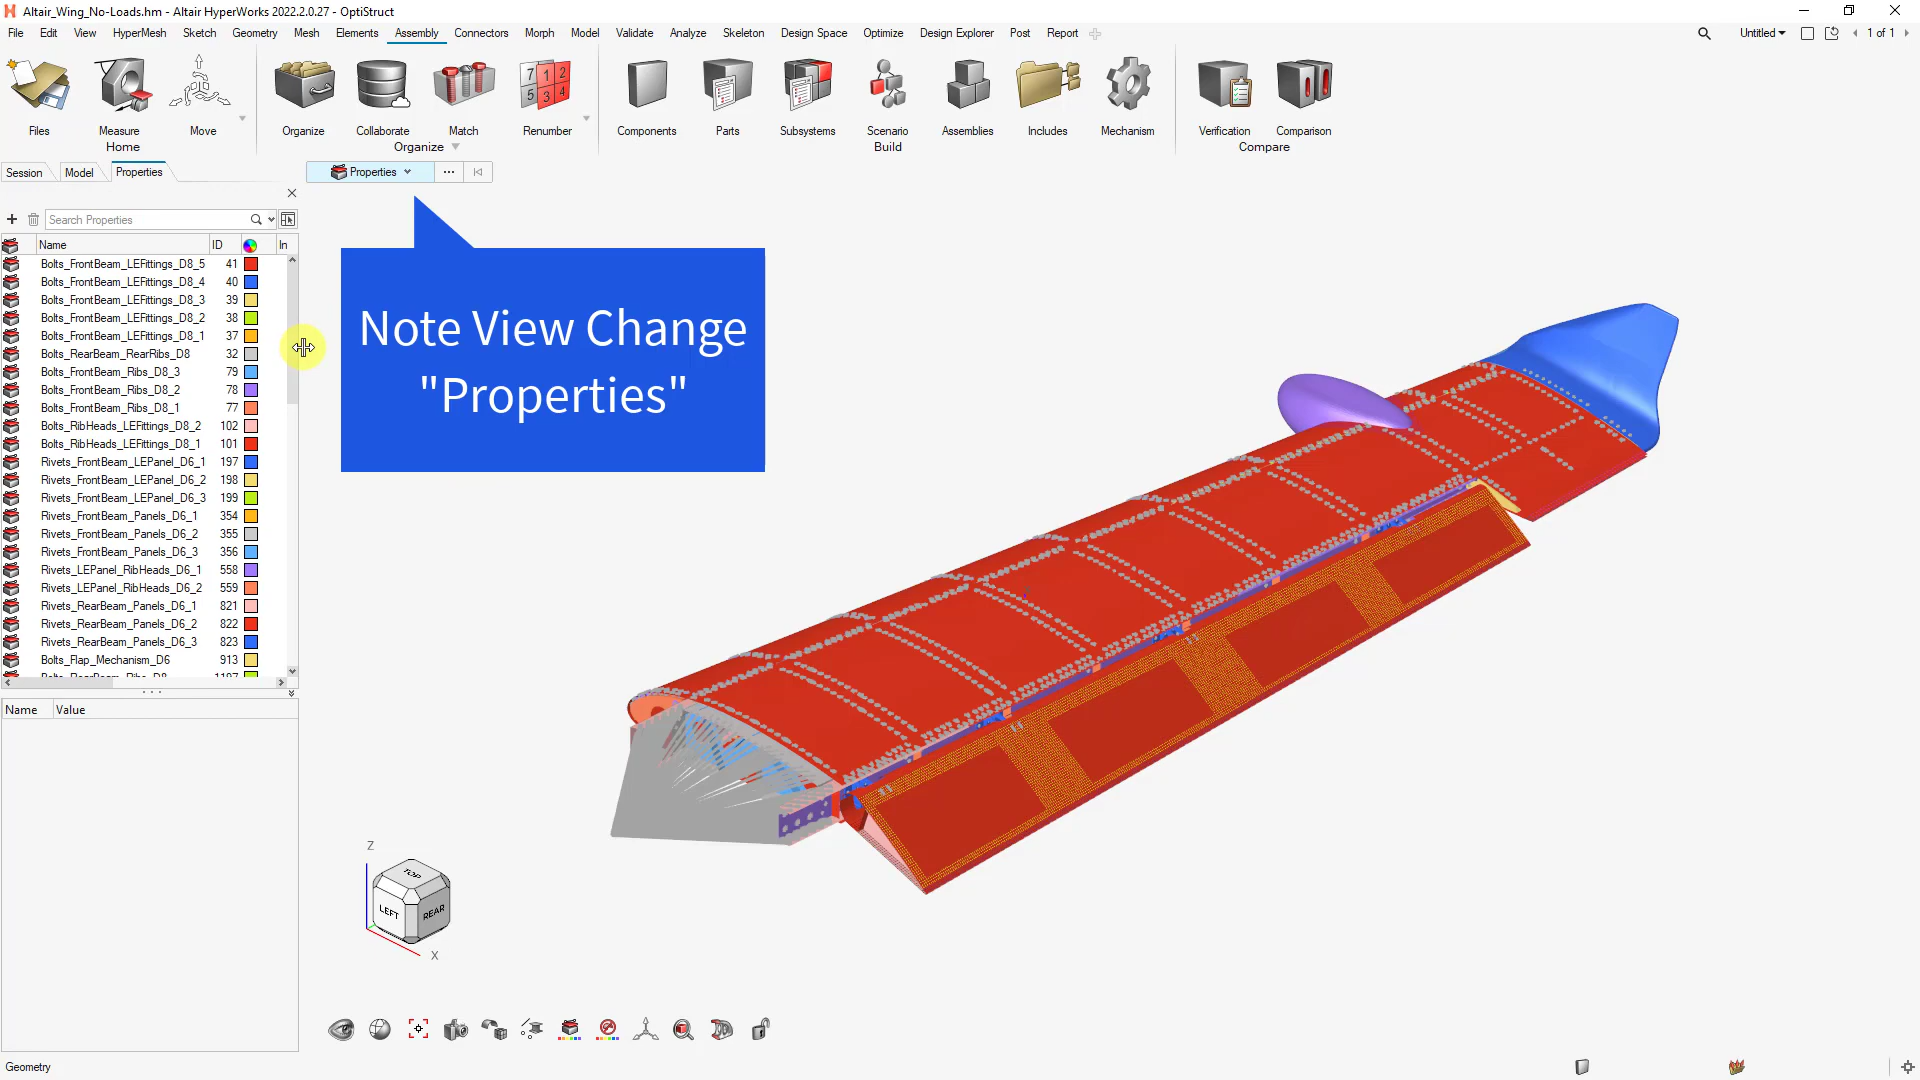 Altair_Wing_No-Loads.hm - Altair HyperWorks 2022.2.0.27 - OptiStruct
File Edit View HyperMesh Sketch Geometry Mesh Elements Assembly Connectors Morph Model Validate Analyze Skeleton Design Space Optimize Design Explorer Post Report Untitled 1 of 1
7 1 2
5 3 4
Files Measure Move Organize Collaborate Match Renumber Components Parts Subsystems Scenario Assemblies Includes Mechanism Verification Comparison
Home Organize Build Compare
Session Model Properties
Properties
Search Properties
Name ID In
Bolts_FrontBeam_LEFittings_D8_5 41
Bolts_FrontBeam_LEFittings_D8_4 40
Bolts_FrontBeam_LEFittings_D8_3 39
Bolts_FrontBeam_LEFittings_D8_2 38
Bolts_FrontBeam_LEFittings_D8_1 37
Bolts_RearBeam_RearRibs_D8 32
Bolts_FrontBeam_Ribs_D8_3 79
Bolts_FrontBeam_Ribs_D8_2 78
Bolts_FrontBeam_Ribs_D8_1 77
Bolts_RibHeads_LEFittings_D8_2 102
Bolts_RibHeads_LEFittings_D8_1 101
Rivets_FrontBeam_LEPanel_D6_1 197
Rivets_FrontBeam_LEPanel_D6_2 198
Rivets_FrontBeam_LEPanel_D6_3 199
Rivets_FrontBeam_Panels_D6_1 354
Rivets_FrontBeam_Panels_D6_2 355
Rivets_FrontBeam_Panels_D6_3 356
Rivets_LEPanel_RibHeads_D6_1 558
Rivets_LEPanel_RibHeads_D6_2 559
Rivets_RearBeam_Panels_D6_1 821
Rivets_RearBeam_Panels_D6_2 822
Rivets_RearBeam_Panels_D6_3 823
Bolts_Flap_Mechanism_D6 913
Note View Change
"Properties"
Name Value
Z
TOP
LEFT REAR
X
Geometry